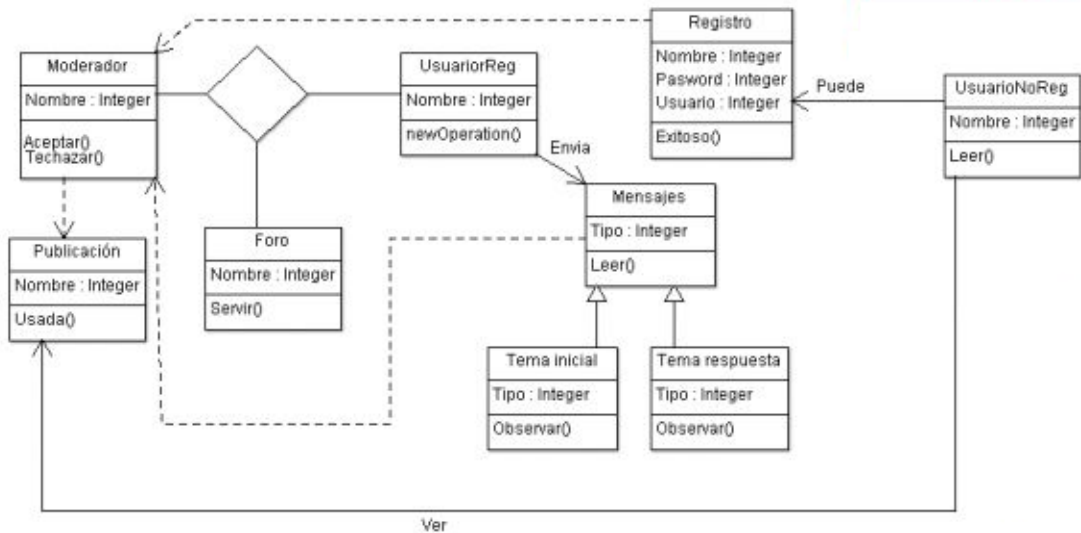 Moderador
Nombre : Integer
Aceptar()
Techazar()
UsuariorReg
Nombre : Integer
newOperation()
Registro
Nombre : Integer
Pasword : Integer
Usuario : Integer
Exitoso()
Puede
UsuarioNoReg
Nombre : Integer
Leer()
Envia
Mensajes
Tipo : Integer
Leer()
Publicación
Nombre : Integer
Usada()
Foro
Nombre : Integer
Servir()
Tema inicial
Tipo : Integer
Observar()
Tema respuesta
Tipo : Integer
Observar()
Ver